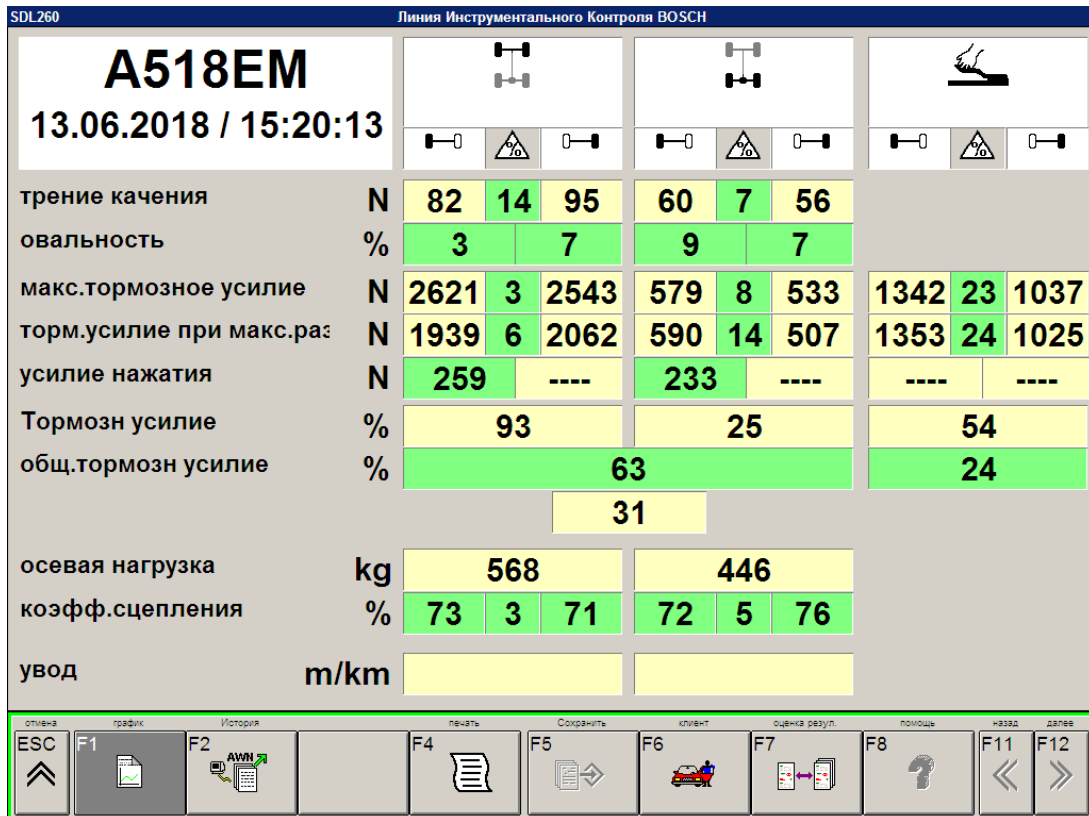 SDL260 Линия Инструментального Контроля BOSCH
A518EM
13.06.2018 / 15:20:13
% % %
трение качения N 82 14 95 60 7 56
овальность % 3 7 9 7
макс.тормозное усилие N 2621 3 2543 579 8 533 1342 23 1037
торм.усилие при макс.раз N 1939 6 2062 590 14 507 1353 24 1025
усилие нажатия N 259 ---- 233 ---- ---- ----
Тормозн усилие % 93 25 54
общ.тормозн усилие % 63 24
31
осевая нагрузка kg 568 446
коэфф.сцепления % 73 3 71 72 5 76
увод m/km
отмена график История печать Сохранить клиент оценка резул. помощь назад далее
ESC F1 F2 F4 F5 F6 F7 F8 F11 F12
AWN